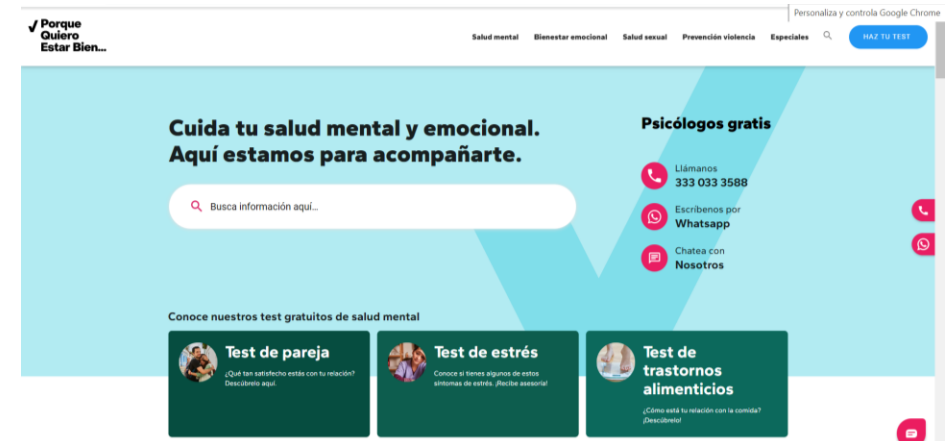 Personaliza y controla Google Chrome
Porque
Quiero
Estar Bien...
Salud mental Bienestar emocional Salud sexual Prevención violencia Especiales HAZ TU TEST
Cuida tu salud mental y emocional.
Aquí estamos para acompañarte.
Busca información aquí...
Psicólogos gratis
Llámanos
333 033 3588
Escríbenos por
Whatsapp
Chatea con
Nosotros
Conoce nuestros test gratuitos de salud mental
Test de pareja
¿Qué tan satisfecho estás con tu relación?
Descúbrelo aquí.
Test de estrés
Conoce si tienes algunos de estos
síntomas de estrés. ¡Recibe asesoría!
Test de
trastornos
alimenticios
¿Cómo está tu relación con la comida?
¡Descúbrelo!